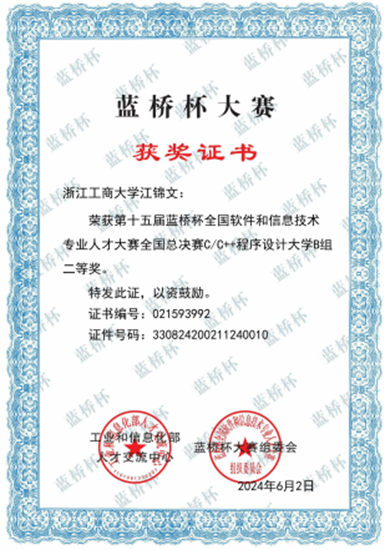 蓝桥杯大赛
获奖证书
浙江工商大学江锦文：
荣获第十五届蓝桥杯全国软件和信息技术
专业人才大赛全国总决赛C/C++程序设计大学B组
二等奖。
特发此证，以资鼓励。
证书编号：021593992
证件号码：330824200211240010
工业和信息化部
人才交流中心
蓝桥杯大赛组委会
组织委员会
2024年6月2日